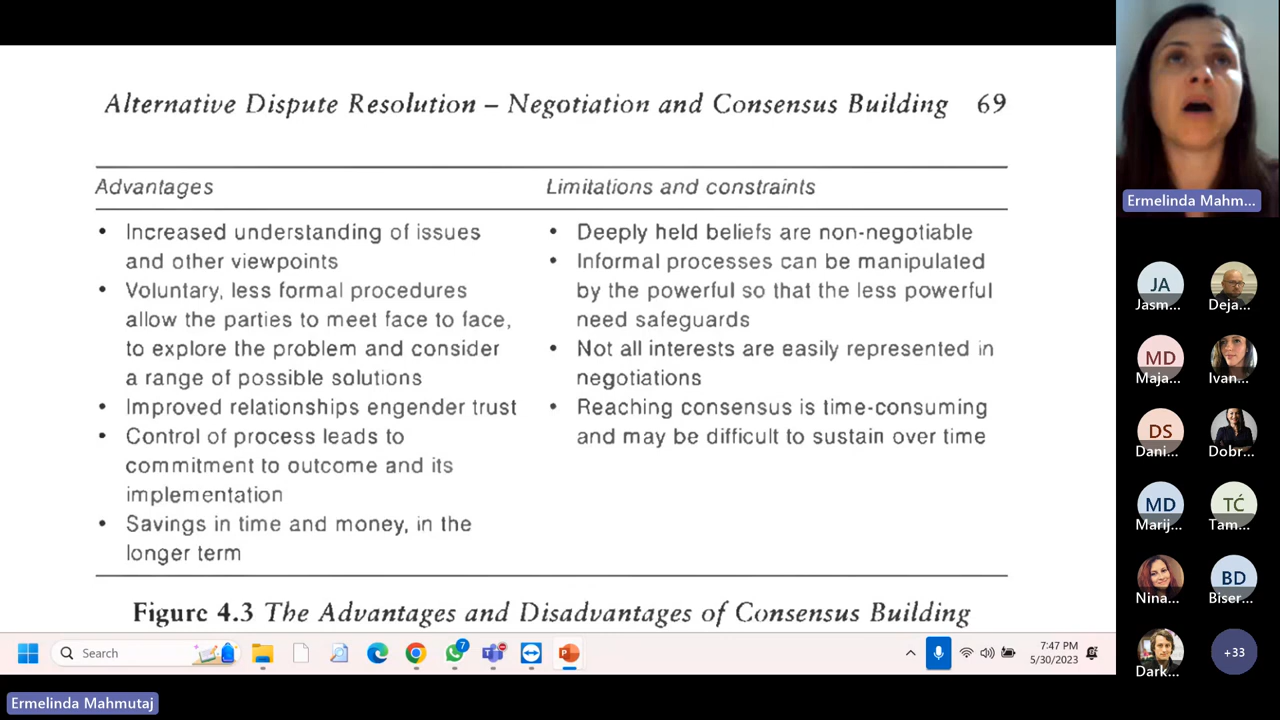 Alternative Dispute Resolution – Negotiation and Consensus Building 69
Advantages
Limitations and constraints
• Increased understanding of issues
and other viewpoints
• Voluntary, less formal procedures
allow the parties to meet face to face,
to explore the problem and consider
a range of possible solutions
• Improved relationships engender trust
• Control of process leads to
commitment to outcome and its
implementation
• Savings in time and money, in the
longer term
• Deeply held beliefs are non-negotiable
• Informal processes can be manipulated
by the powerful so that the less powerful
need safeguards
• Not all interests are easily represented in
negotiations
• Reaching consensus is time-consuming
and may be difficult to sustain over time
Figure 4.3 The Advantages and Disadvantages of Consensus Building
Search
7
7:47 PM
5/30/2023
Ermelinda Mahmutaj
Ermelinda Mahm...
JA
Jasm...
Deja...
MD
Maja...
Ivan...
DS
Dani...
Dobr...
MD
Marij...
TĆ
Tam...
Nina...
BD
Biser...
Dark...
+33